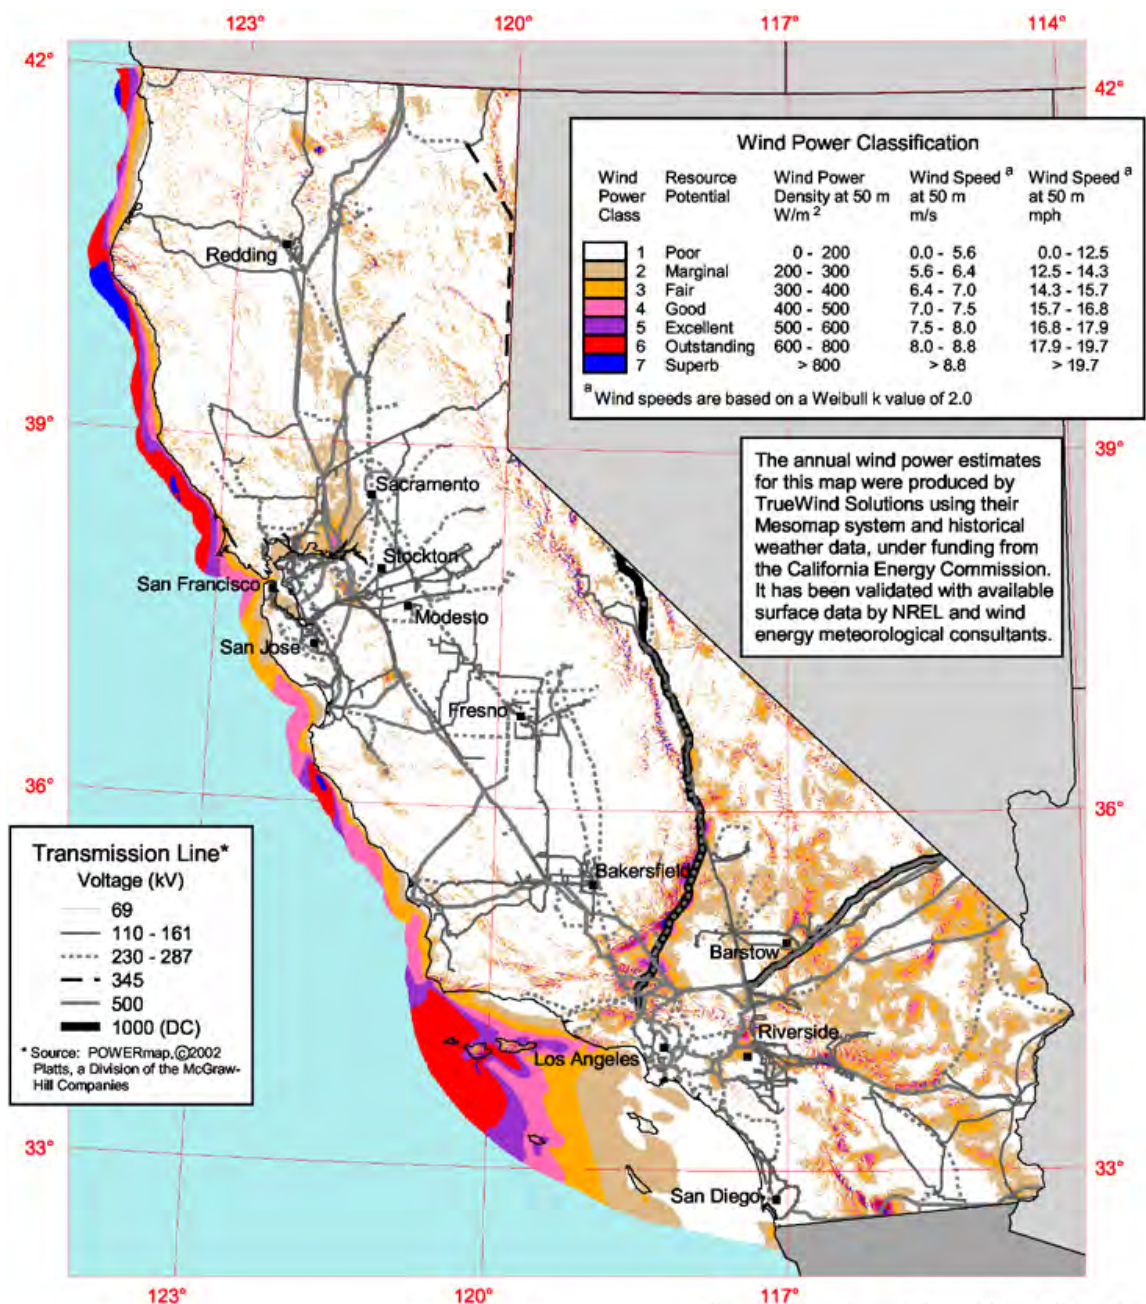 123° 120° 117° 114°
42°
42°
Wind Power Classification
Wind Power Class Resource Potential Wind Power Density at 50 m W/m 2 Wind Speed a at 50 m m/s Wind Speed a at 50 m mph
1 Poor 0 - 200 0.0 - 5.6 0.0 - 12.5
2 Marginal 200 - 300 5.6 - 6.4 12.5 - 14.3
3 Fair 300 - 400 6.4 - 7.0 14.3 - 15.7
4 Good 400 - 500 7.0 - 7.5 15.7 - 16.8
5 Excellent 500 - 600 7.5 - 8.0 16.8 - 17.9
6 Outstanding 600 - 800 8.0 - 8.8 17.9 - 19.7
7 Superb > 800 > 8.8 > 19.7
a Wind speeds are based on a Weibull k value of 2.0
Redding
39°
39°
The annual wind power estimates
for this map were produced by
TrueWind Solutions using their
Mesomap system and historical
weather data, under funding from
the California Energy Commission.
It has been validated with available
surface data by NREL and wind
energy meteorological consultants.
Sacramento
Stockton
San Francisco
Modesto
San Jose
Fresno
36°
36°
Transmission Line*
Voltage (kV)
69
110 - 161
230 - 287
345
500
1000 (DC)
* Source: POWERmap, ©2002
Platts, a Division of the McGraw-
Hill Companies
Bakersfield
Barstow
Riverside
Los Angeles
33°
33°
San Diego
123° 120° 117°